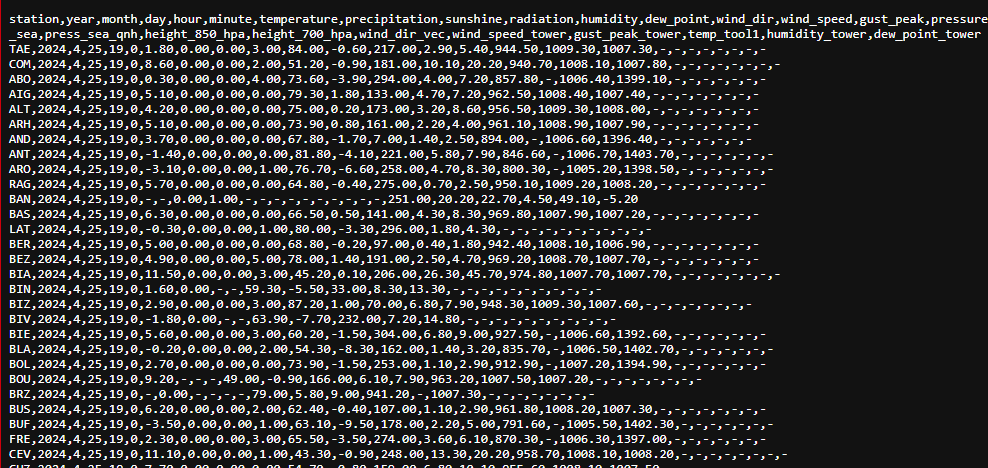 station,year,month,day,hour,minute,temperature,precipitation,sunshine,radiation,humidity,dew_point,wind_dir,wind_speed,gust_peak,pressure
_sea,press_sea_qnh,height_850_hpa,height_700_hpa,wind_dir_vec,wind_speed_tower,gust_peak_tower,temp_tool1,humidity_tower,dew_point_tower
TAE,2024,4,25,19,0,1.80,0.00,0.00,3.00,84.00,-0.60,217.00,2.90,5.40,944.50,1009.30,1007.30,-,-,-,-,-,-,-,-
COM,2024,4,25,19,0,8.60,0.00,0.00,2.00,51.20,-0.90,181.00,10.10,20.20,940.70,1008.10,1007.80,-,-,-,-,-,-,-,-
ABO,2024,4,25,19,0,0.30,0.00,0.00,4.00,73.60,-3.90,294.00,4.00,7.20,857.80,-,1006.40,1399.10,-,-,-,-,-,-,-
AIG,2024,4,25,19,0,5.10,0.00,0.00,0.00,79.30,1.80,133.00,4.70,7.20,962.50,1008.40,1007.40,-,-,-,-,-,-,-,-
ALT,2024,4,25,19,0,4.20,0.00,0.00,0.00,75.00,0.20,173.00,3.20,8.60,956.50,1009.30,1008.00,-,-,-,-,-,-,-,-
ARH,2024,4,25,19,0,5.10,0.00,0.00,0.00,73.90,0.80,161.00,2.20,4.00,961.10,1008.90,1007.90,-,-,-,-,-,-,-,-
AND,2024,4,25,19,0,3.70,0.00,0.00,0.00,67.80,-1.70,7.00,1.40,2.50,894.00,-,1006.60,1396.40,-,-,-,-,-,-,-
ANT,2024,4,25,19,0,-1.40,0.00,0.00,0.00,81.80,-4.10,221.00,5.80,7.90,846.60,-,1006.70,1403.70,-,-,-,-,-,-,-
ARO,2024,4,25,19,0,-3.10,0.00,0.00,1.00,76.70,-6.60,258.00,4.70,8.30,800.30,-,1005.20,1398.50,-,-,-,-,-,-,-
RAG,2024,4,25,19,0,5.70,0.00,0.00,0.00,64.80,-0.40,275.00,0.70,2.50,950.10,1009.20,1008.20,-,-,-,-,-,-,-,-
BAN,2024,4,25,19,0,-,-,0.00,1.00,-,-,-,-,-,-,-,-,-,-,251.00,20.20,22.70,4.50,49.10,-5.20
BAS,2024,4,25,19,0,6.30,0.00,0.00,0.00,66.50,0.50,141.00,4.30,8.30,969.80,1007.90,1007.20,-,-,-,-,-,-,-,-
LAT,2024,4,25,19,0,-0.30,0.00,0.00,1.00,80.00,-3.30,296.00,1.80,4.30,-,-,-,-,-,-,-,-,-,-,-
BER,2024,4,25,19,0,5.00,0.00,0.00,0.00,68.80,-0.20,97.00,0.40,1.80,942.40,1008.10,1006.90,-,-,-,-,-,-,-,-
BEZ,2024,4,25,19,0,4.90,0.00,0.00,5.00,78.00,1.40,191.00,2.50,4.70,969.20,1008.70,1007.70,-,-,-,-,-,-,-,-
BIA,2024,4,25,19,0,11.50,0.00,0.00,3.00,45.20,0.10,206.00,26.30,45.70,974.80,1007.70,1007.70,-,-,-,-,-,-,-,-
BIN,2024,4,25,19,0,1.60,0.00,-,-,59.30,-5.50,33.00,8.30,13.30,-,-,-,-,-,-,-,-,-,-,-
BIZ,2024,4,25,19,0,2.90,0.00,0.00,3.00,87.20,1.00,70.00,6.80,7.90,948.30,1009.30,1007.60,-,-,-,-,-,-,-,-
BIV,2024,4,25,19,0,-1.80,0.00,-,-,63.90,-7.70,232.00,7.20,14.80,-,-,-,-,-,-,-,-,-,-,-
BIE,2024,4,25,19,0,5.60,0.00,0.00,3.00,60.20,-1.50,304.00,6.80,9.00,927.50,-,1006.60,1392.60,-,-,-,-,-,-,-
BLA,2024,4,25,19,0,-0.20,0.00,0.00,2.00,54.30,-8.30,162.00,1.40,3.20,835.70,-,1006.50,1402.70,-,-,-,-,-,-,-
BOL,2024,4,25,19,0,2.70,0.00,0.00,0.00,73.90,-1.50,253.00,1.10,2.90,912.90,-,1007.20,1394.90,-,-,-,-,-,-,-
BOU,2024,4,25,19,0,9.20,-,-,-,49.00,-0.90,166.00,6.10,7.90,963.20,1007.50,1007.20,-,-,-,-,-,-,-,-
BRZ,2024,4,25,19,0,-,0.00,-,-,-,-,79.00,5.80,9.00,941.20,-,1007.30,-,-,-,-,-,-,-,-
BUS,2024,4,25,19,0,6.20,0.00,0.00,2.00,62.40,-0.40,107.00,1.10,2.90,961.80,1008.20,1007.30,-,-,-,-,-,-,-,-
BUF,2024,4,25,19,0,-3.50,0.00,0.00,1.00,63.10,-9.50,178.00,2.20,5.00,791.60,-,1005.50,1402.30,-,-,-,-,-,-,-
FRE,2024,4,25,19,0,2.30,0.00,0.00,3.00,65.50,-3.50,274.00,3.60,6.10,870.30,-,1006.30,1397.00,-,-,-,-,-,-,-
CEV,2024,4,25,19,0,11.10,0.00,0.00,1.00,43.30,-0.90,248.00,13.30,20.20,958.70,1008.10,1008.20,-,-,-,-,-,-,-,-